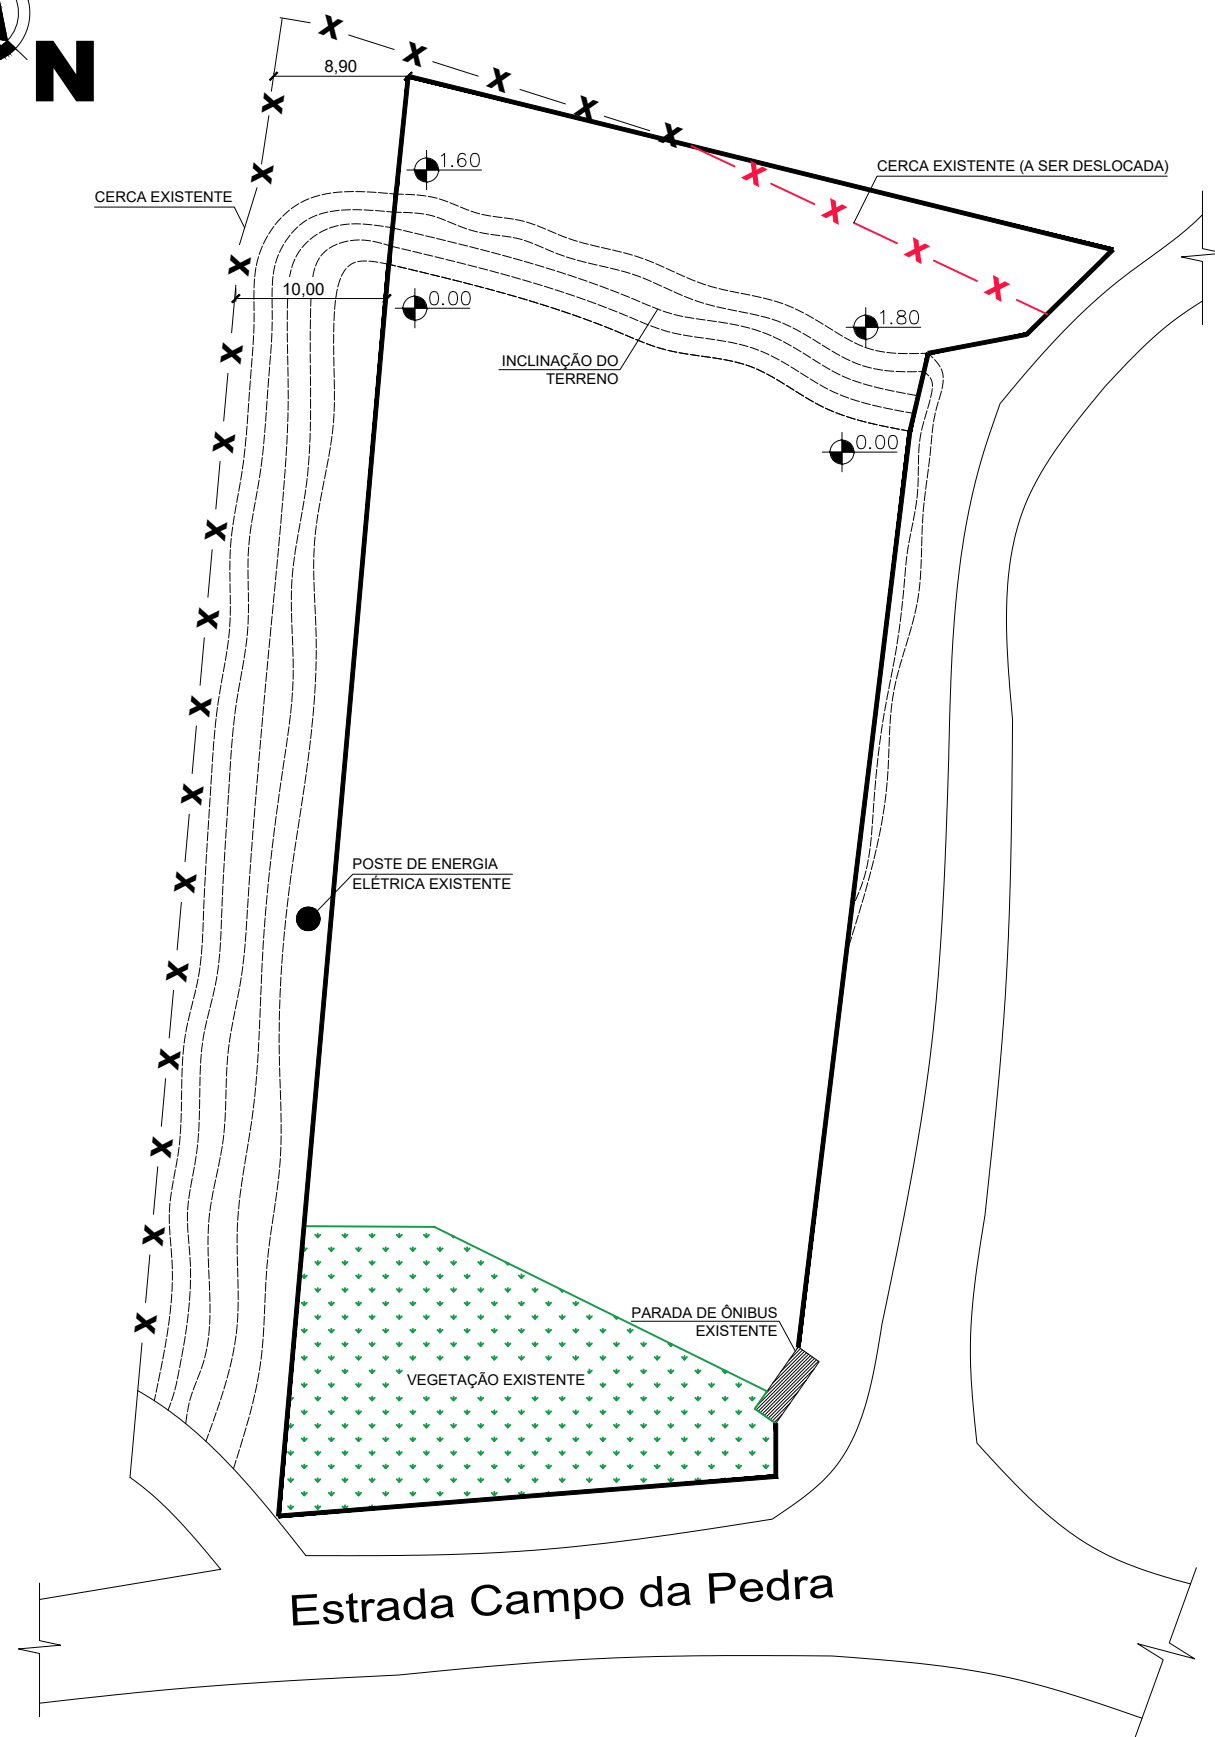 N
8,90
1.60
CERCA EXISTENTE (A SER DESLOCADA)
CERCA EXISTENTE
10,00
0.00
1.80
INCLINAÇÃO DO
TERRENO
0.00
POSTE DE ENERGIA
ELÉTRICA EXISTENTE
PARADA DE ÔNIBUS
EXISTENTE
VEGETAÇÃO EXISTENTE
Estrada Campo da Pedra